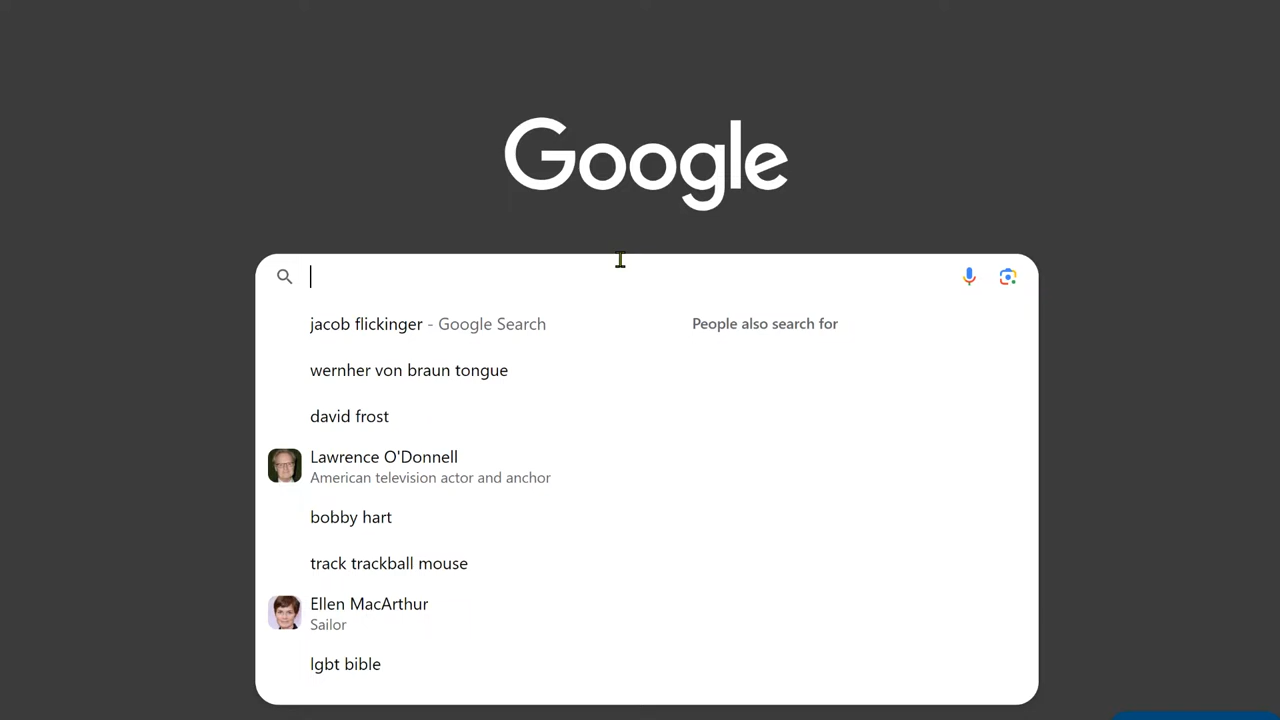 Google
jacob flickinger - Google Search
People also search for
wernher von braun tongue
david frost
Lawrence O'Donnell
American television actor and anchor
bobby hart
track trackball mouse
Ellen MacArthur
Sailor
lgbt bible